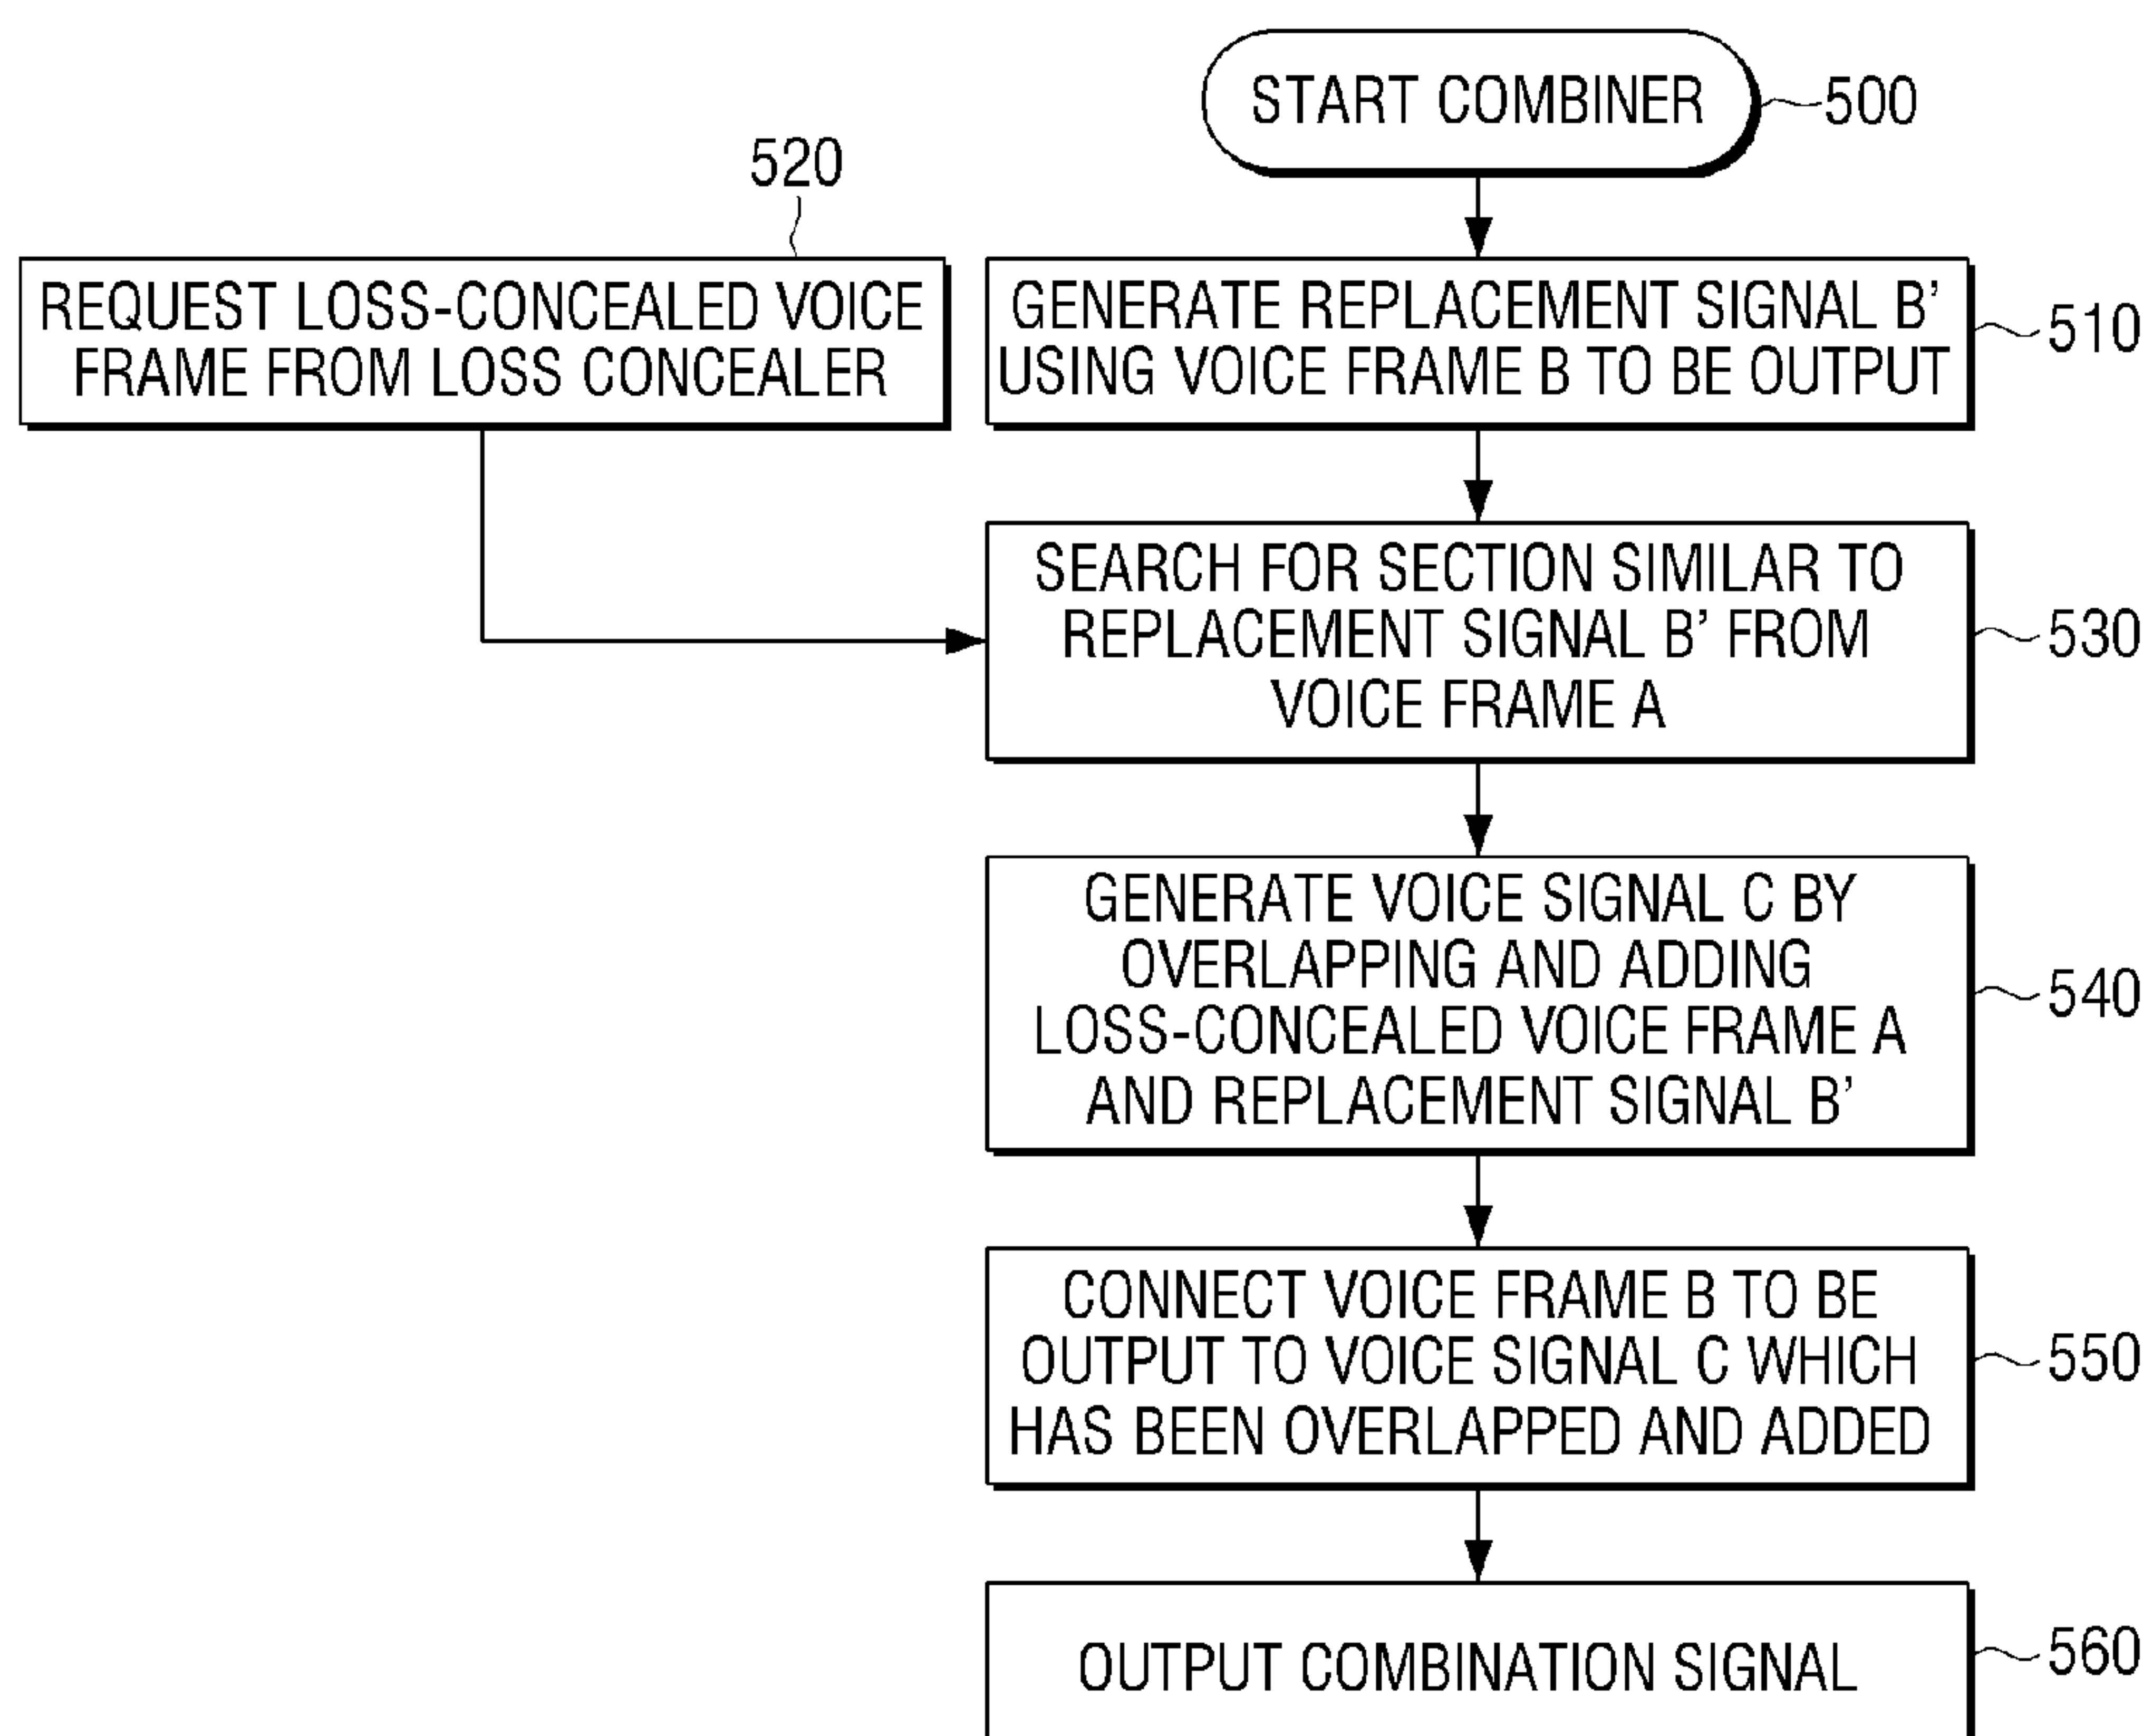 START COMBINER
500
520
REQUEST LOSS-CONCEALED VOICE
FRAME FROM LOSS CONCEALER
GENERATE REPLACEMENT SIGNAL B'
USING VOICE FRAME B TO BE OUTPUT
510
SEARCH FOR SECTION SIMILAR TO
REPLACEMENT SIGNAL B' FROM
VOICE FRAME A
530
GENERATE VOICE SIGNAL C BY
OVERLAPPING AND ADDING
LOSS-CONCEALED VOICE FRAME A
AND REPLACEMENT SIGNAL B'
540
CONNECT VOICE FRAME B TO BE
OUTPUT TO VOICE SIGNAL C WHICH
HAS BEEN OVERLAPPED AND ADDED
550
OUTPUT COMBINATION SIGNAL
560